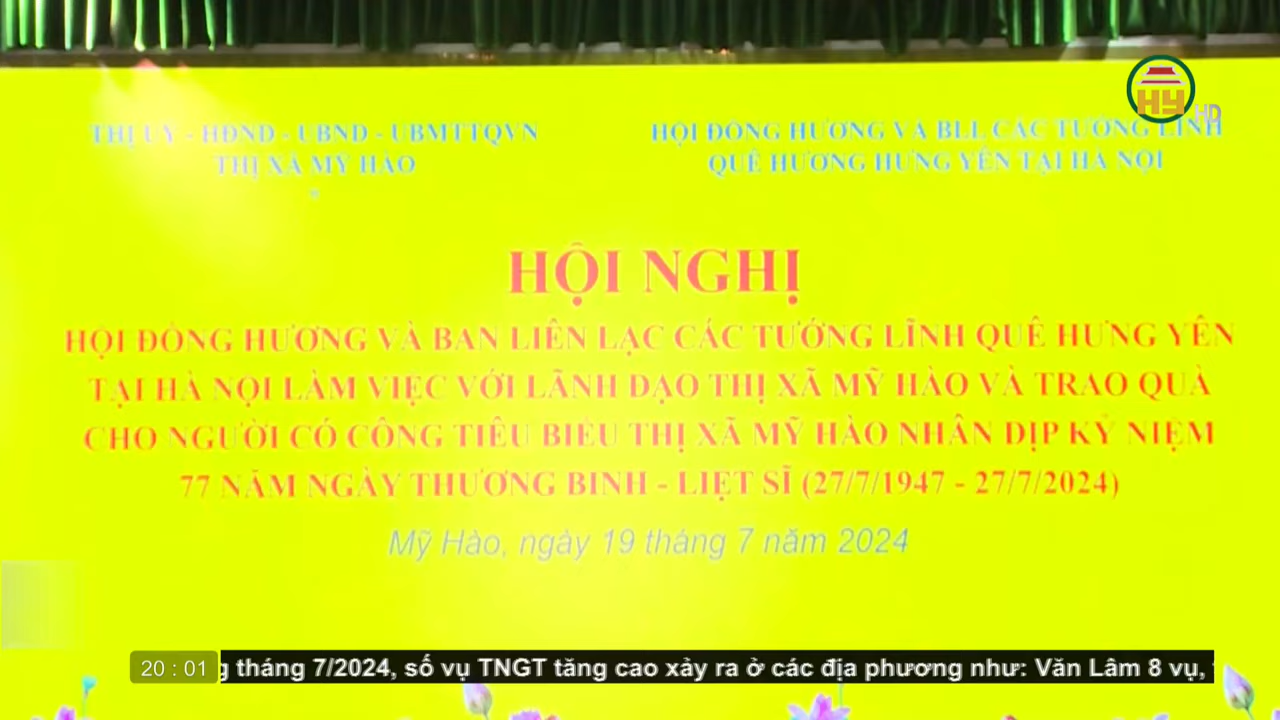 THỊ ỦY - HĐND - UBND - UBMTTQVN
THỊ XÃ MỸ HÀO
HỘI ĐỒNG HƯƠNG VÀ BLL CÁC TƯỚNG LĨNH
QUÊ HƯƠNG HƯNG YÊN TẠI HÀ NỘI
HY HD
HỘI NGHỊ
HỘI ĐỒNG HƯƠNG VÀ BAN LIÊN LẠC CÁC TƯỚNG LĨNH QUÊ HƯNG YÊN
TẠI HÀ NỘI LÀM VIỆC VỚI LÃNH ĐẠO THỊ XÃ MỸ HÀO VÀ TRAO QUÀ
CHO NGƯỜI CÓ CÔNG TIÊU BIỂU THỊ XÃ MỸ HÀO NHÂN DỊP KỶ NIỆM
77 NĂM NGÀY THƯƠNG BINH - LIỆT SĨ (27/7/1947 - 27/7/2024)
Mỹ Hào, ngày 19 tháng 7 năm 2024
20 : 01 g tháng 7/2024, số vụ TNGT tăng cao xảy ra ở các địa phương như: Văn Lâm 8 vụ,